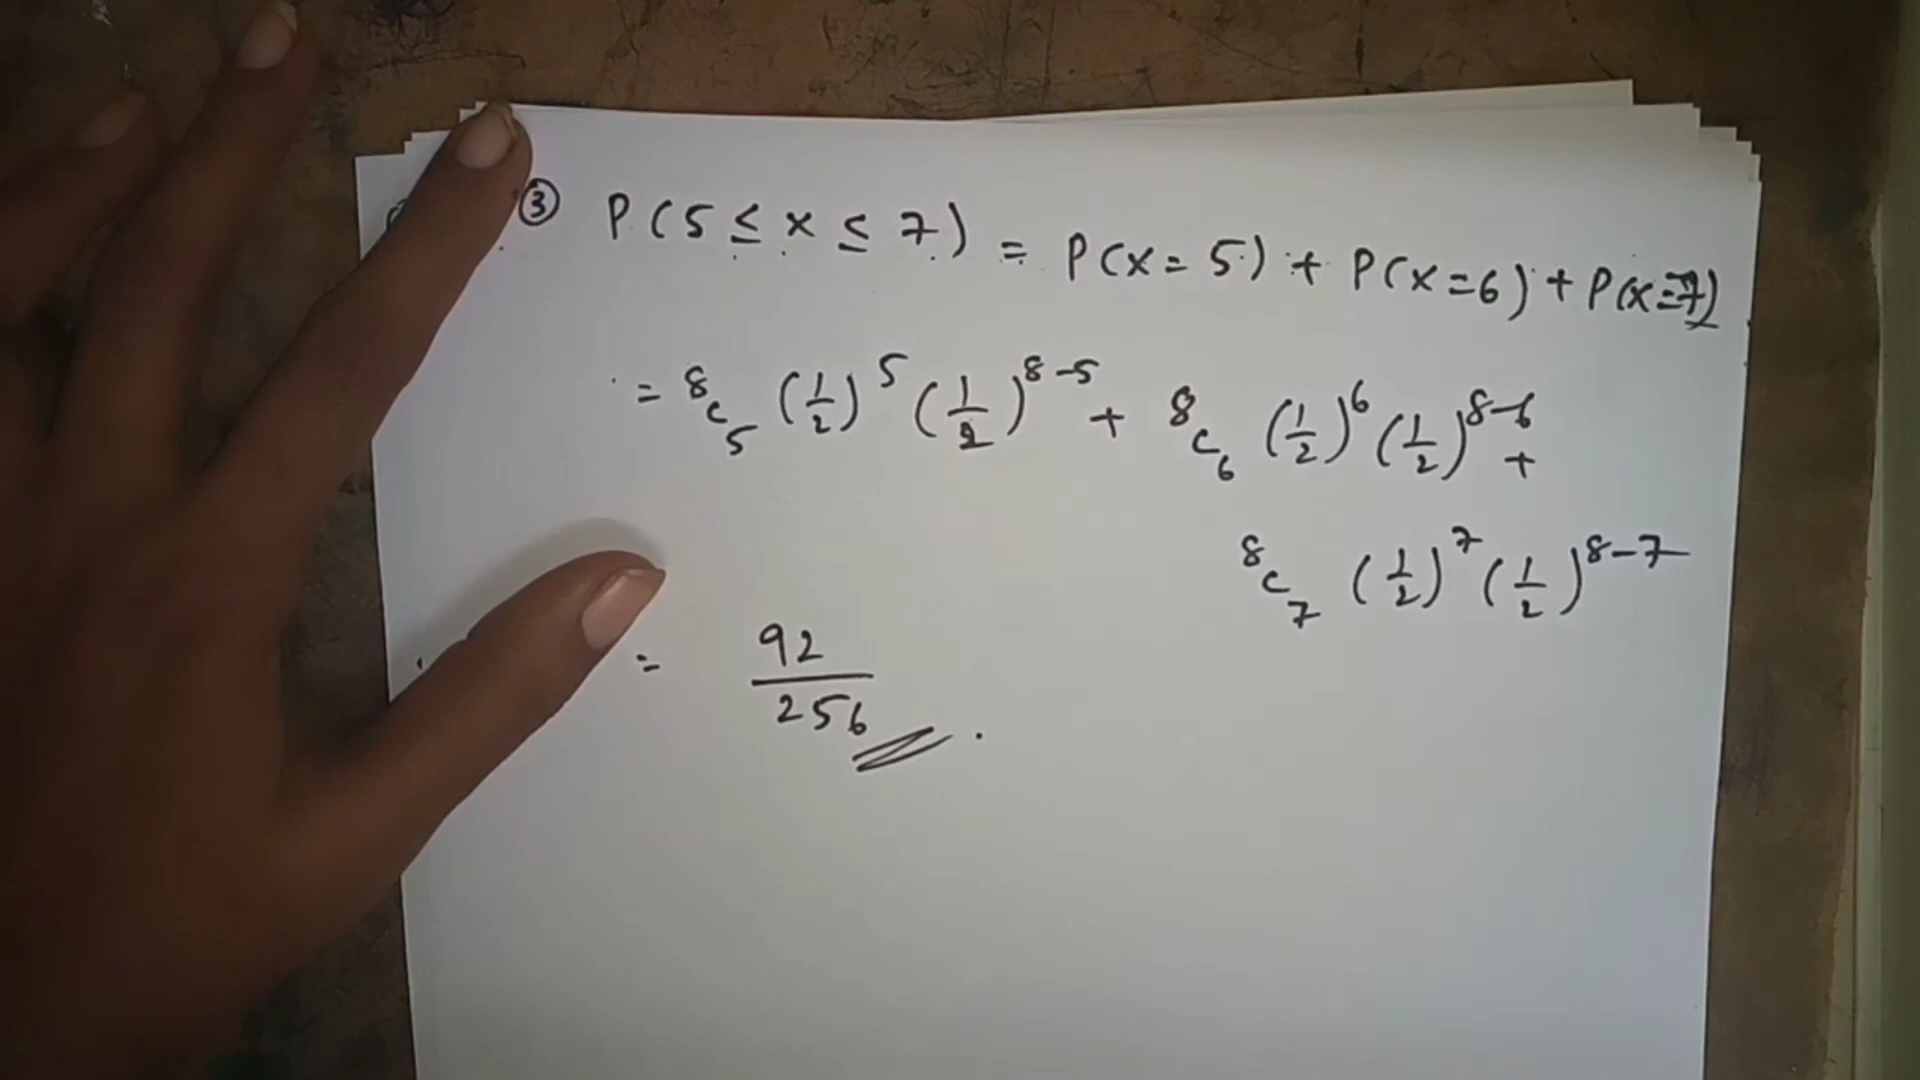 ③ P(5 ≤ x ≤ 7) = P(x = 5) + P(x = 6) + P(x = 7)
= ⁸C₅ (1/2)⁵ (1/2)⁸⁻⁵ + ⁸C₆ (1/2)⁶ (1/2)⁸⁻⁶ +
⁸C₇ (1/2)⁷ (1/2)⁸⁻⁷
= 92/256